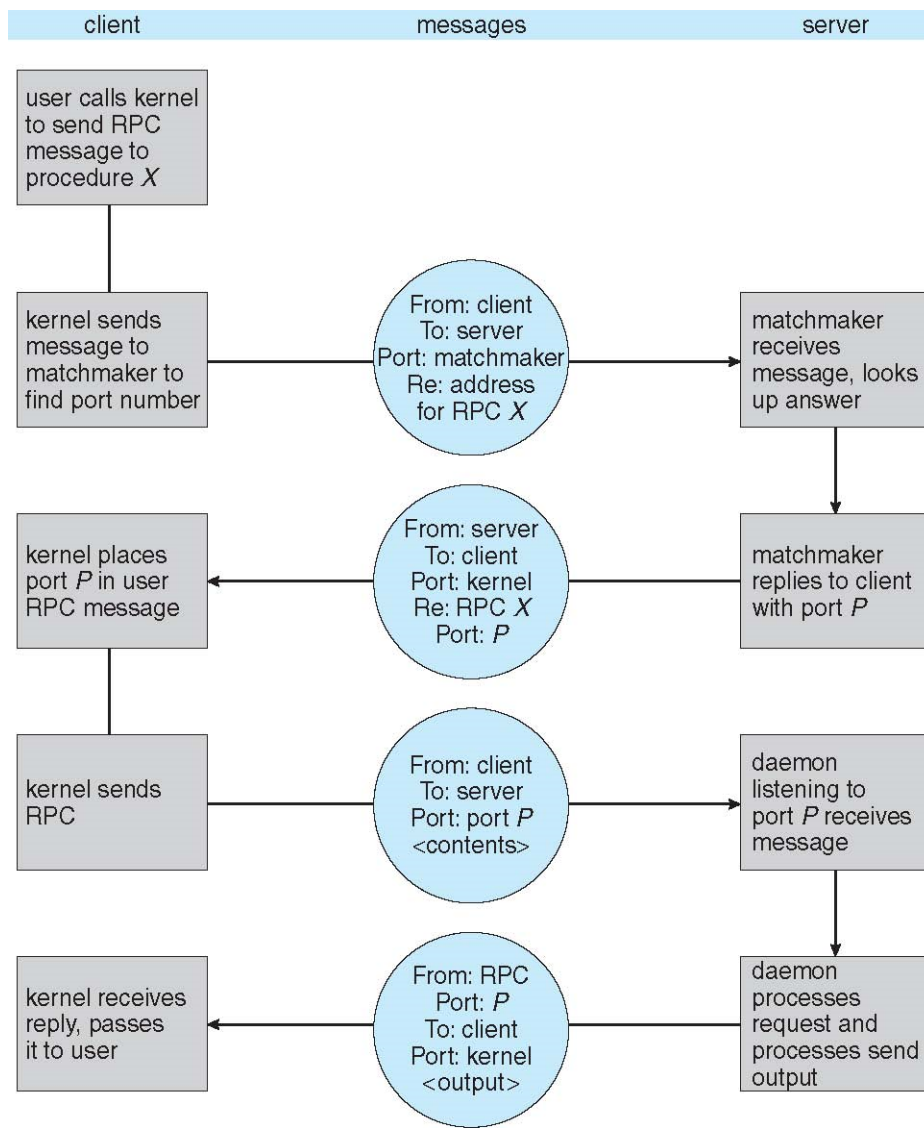 client
messages
server
user calls kernel
to send RPC
message to
procedure X
kernel sends
message to
matchmaker to
find port number
From: client
To: server
Port: matchmaker
Re: address
for RPC X
matchmaker
receives
message, looks
up answer
kernel places
port P in user
RPC message
From: server
To: client
Port: kernel
Re: RPC X
Port: P
matchmaker
replies to client
with port P
kernel sends
RPC
From: client
To: server
Port: port P
<contents>
daemon
listening to
port P receives
message
kernel receives
reply, passes
it to user
From: RPC
Port: P
To: client
Port: kernel
<output>
daemon
processes
request and
processes send
output